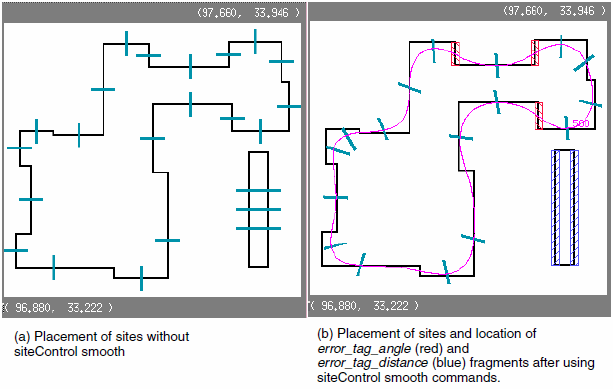 (97.660, 33.946)
( 96.880, 33.222)
(a) Placement of sites without
siteControl smooth
(97.660, 33.946)
580
( 96.880, 33.222)
(b) Placement of sites and location of
error_tag_angle (red) and
error_tag_distance (blue) fragments after using
siteControl smooth commands.